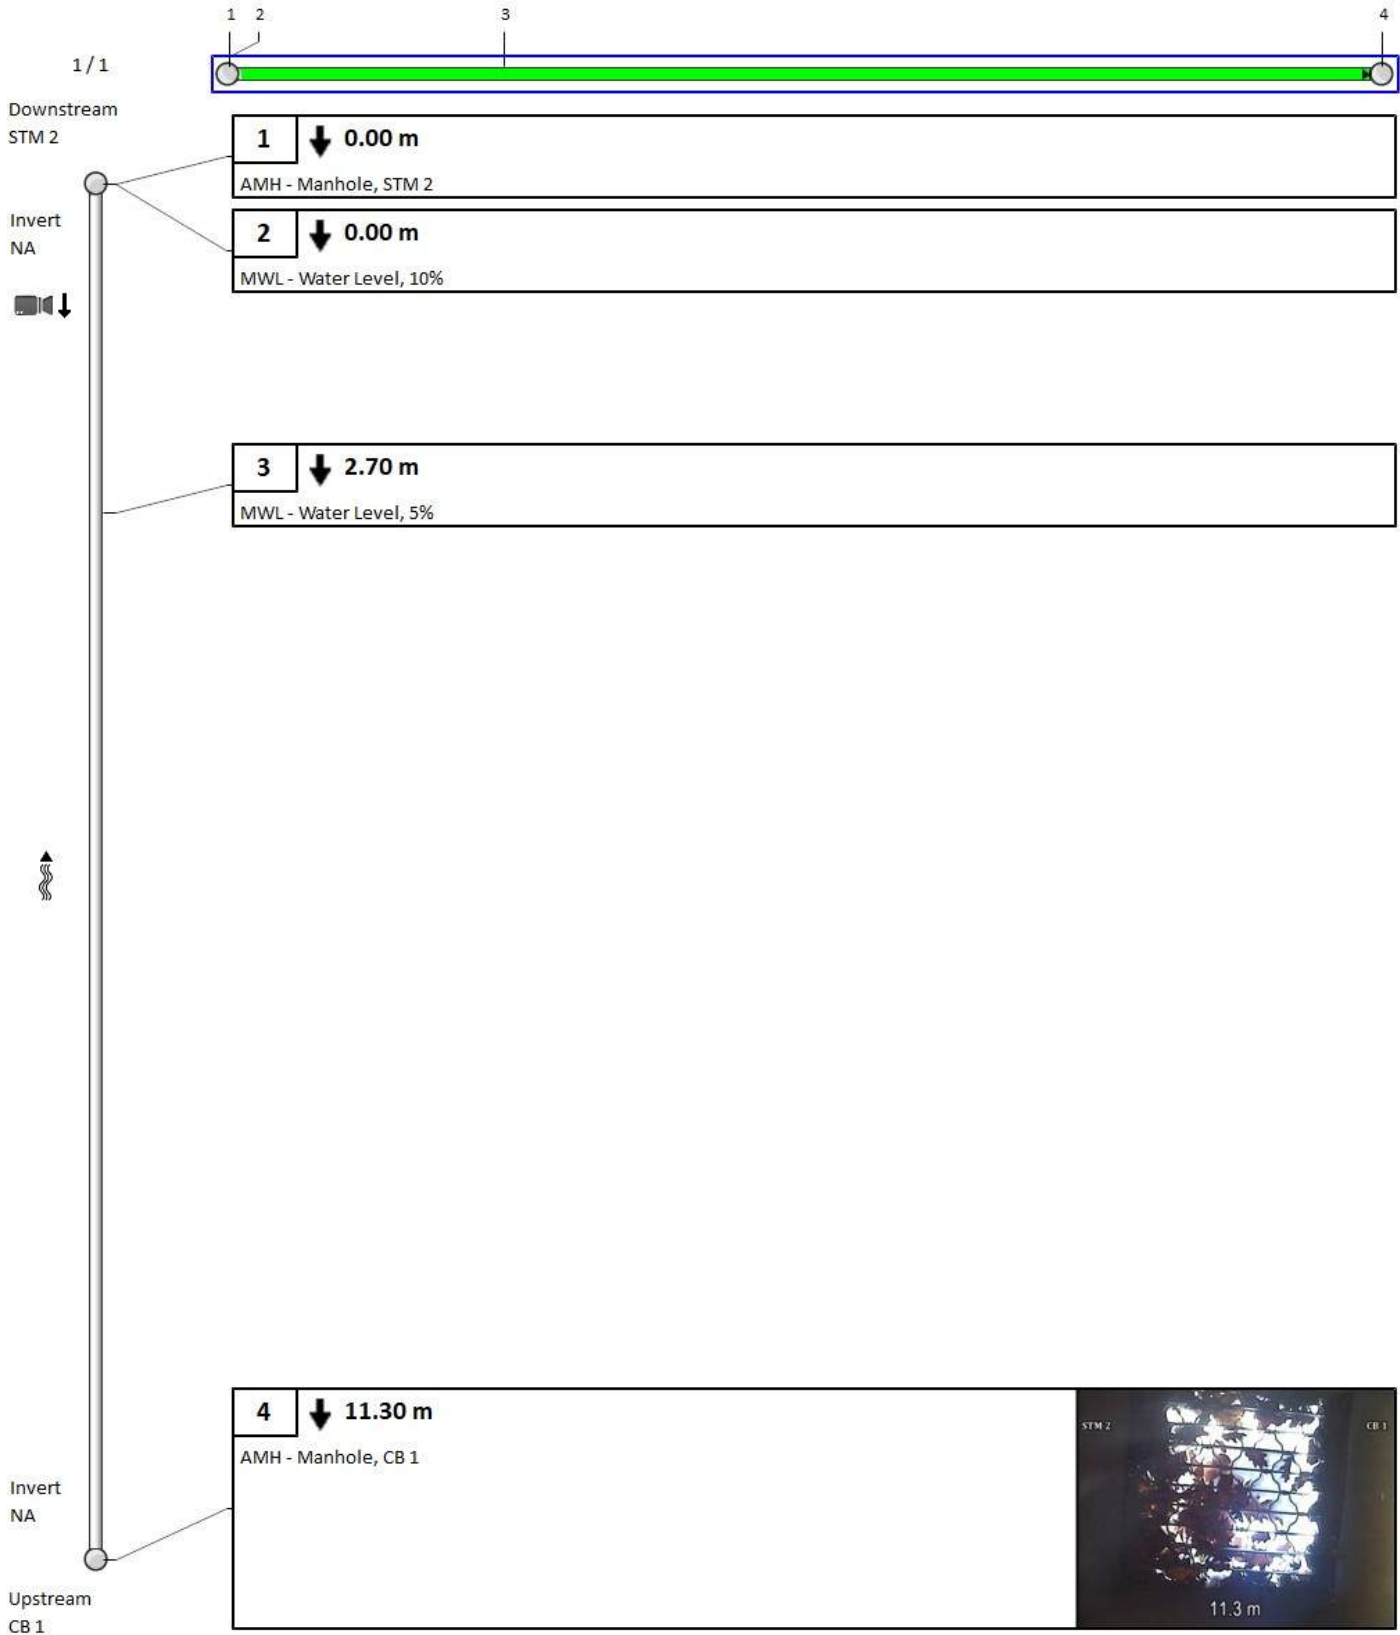 1 2 3 4
1 / 1
Downstream
STM 2
1 0.00 m
AMH - Manhole, STM 2
Invert
NA
2 0.00 m
MWL - Water Level, 10%
3 2.70 m
MWL - Water Level, 5%
4 11.30 m
AMH - Manhole, CB 1
STM 2 CB 1
11.3 m
Invert
NA
Upstream
CB 1